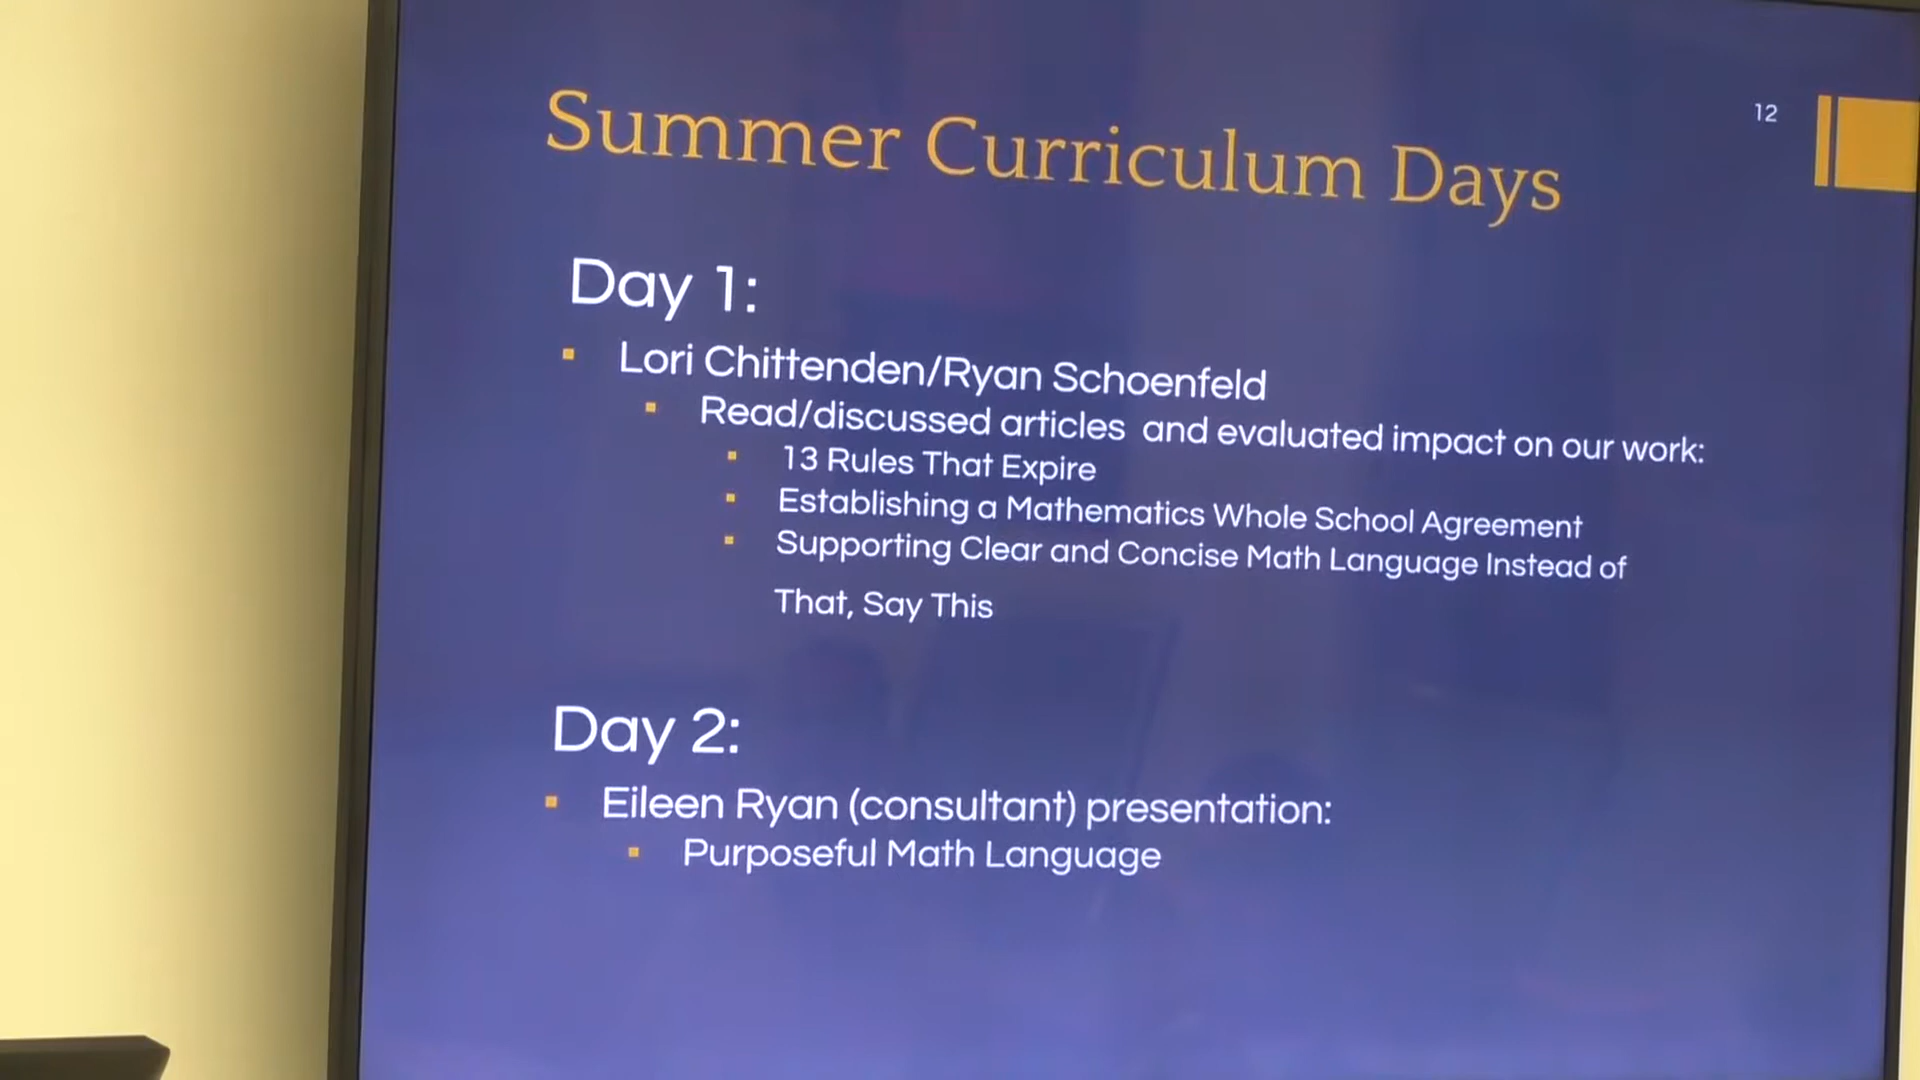 12
Summer Curriculum Days
Day 1:
Lori Chittenden/Ryan Schoenfeld
Read/discussed articles and evaluated impact on our work:
13 Rules That Expire
Establishing a Mathematics Whole School Agreement
Supporting Clear and Concise Math Language Instead of
That, Say This
Day 2:
Eileen Ryan (consultant) presentation:
Purposeful Math Language